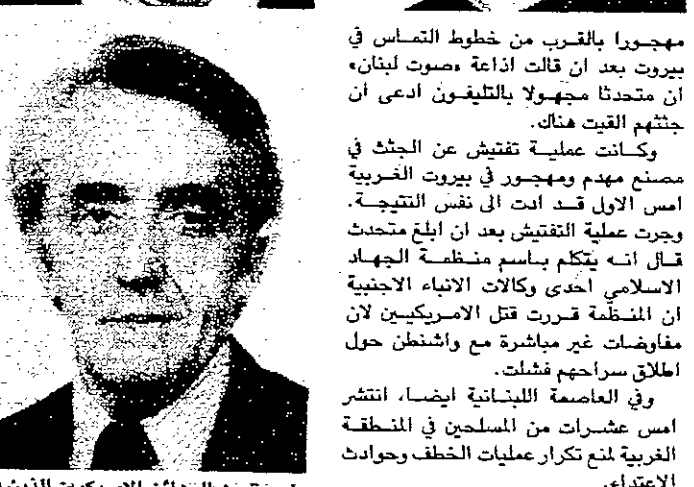 مهجورا بالقرب من خطوط التماس في
بيروت بعد ان قالت اذاعة «صوت لبنان»
ان متحدثا مجهولا بالتليفون ادعى ان
جثثهم القيت هناك.
وكانت عملية تفتيش عن الجثث في
مصنع مهدم ومهجور في بيروت الغربية
امس الاول قد ادت الى نفس النتيجة.
وجرت عملية التفتيش بعد ان ابلغ متحدث
قال انه يتكلم باسم منظمة الجهاد
الاسلامي احدى وكالات الانباء الاجنبية
ان المنظمة قررت قتل الامريكيين لان
مفاوضات غير مباشرة مع واشنطن حول
اطلاق سراحهم فشلت.
وفي العاصمة اللبنانية ايضا، انتشر
امس عشرات من المسلحين في المنطقة
الغربية لمنع تكرار عمليات الخطف وحوادث
الاعتداء.